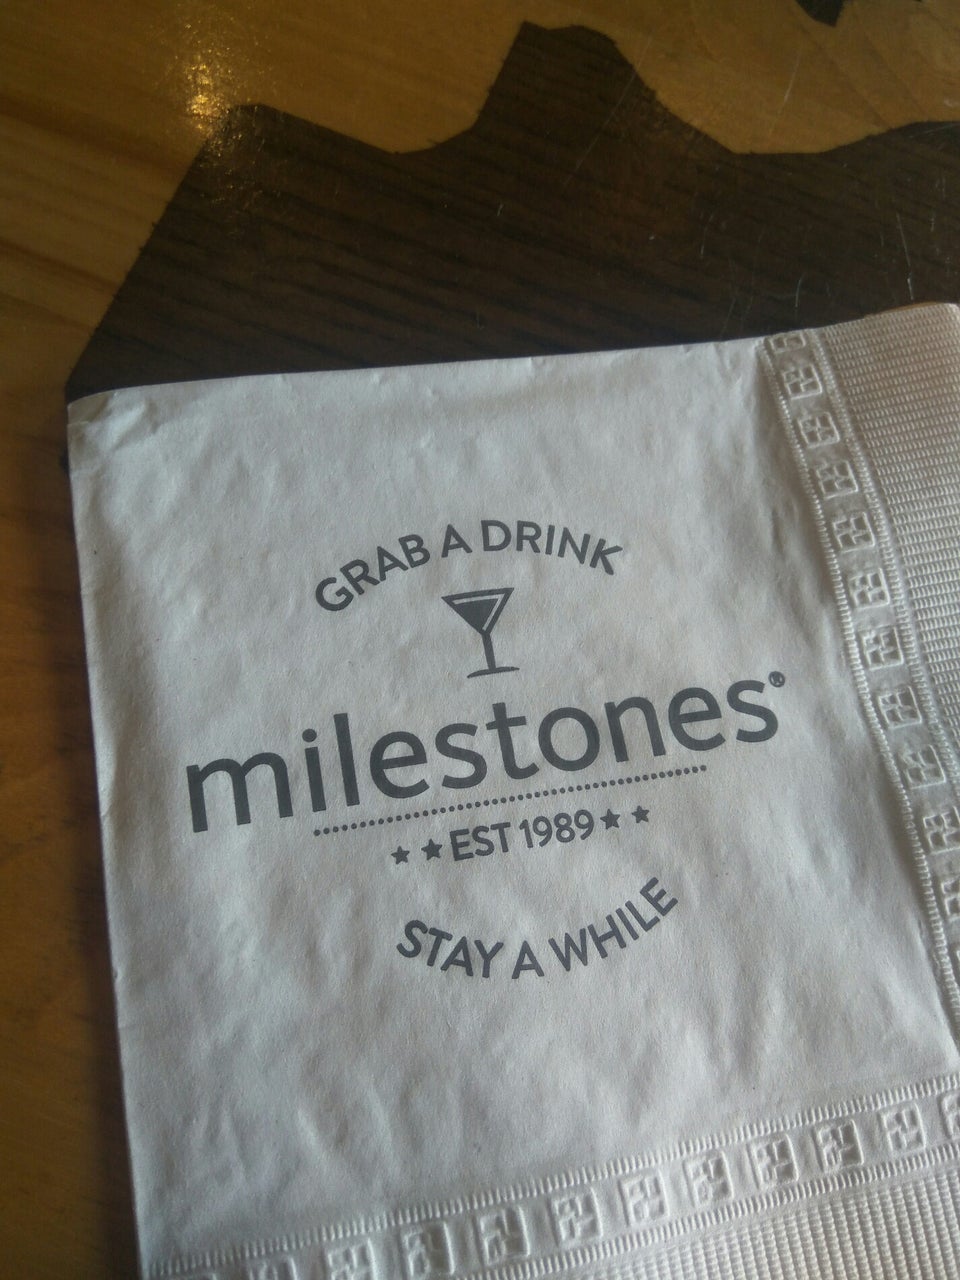 GRAB A DRINK
milestones®
★ ★ EST 1989 ★ ★
STAY A WHILE